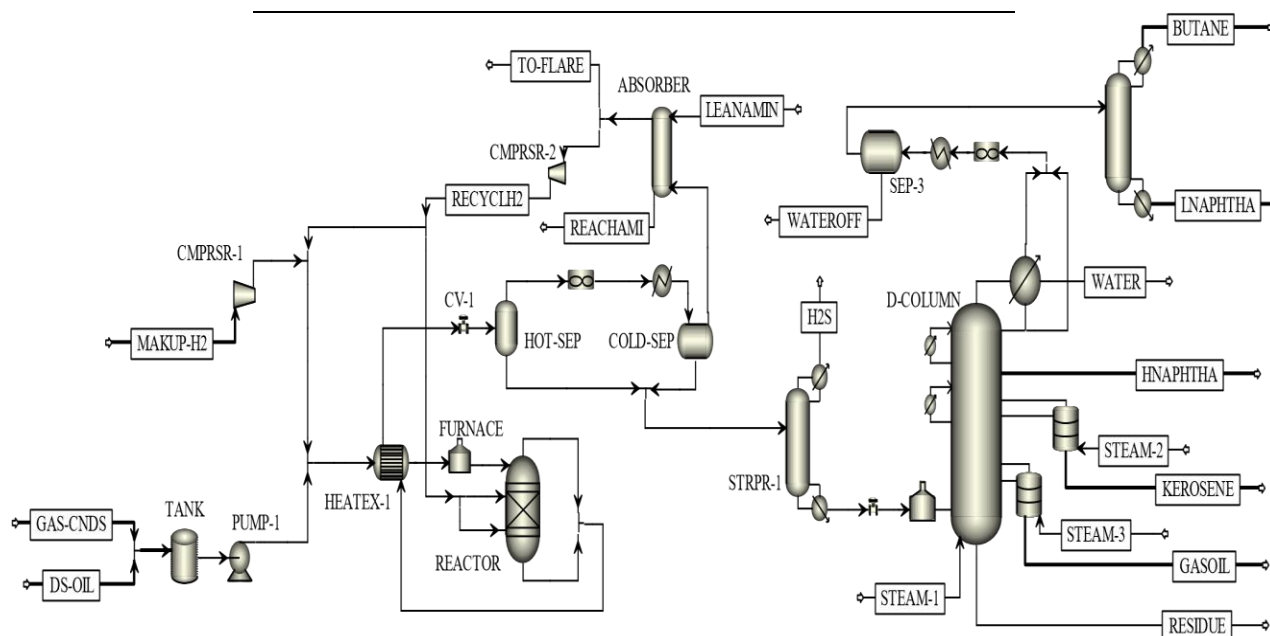 BUTANE
TO-FLARE
ABSORBER
LEANAMIN
CMPRSR-2
SEP-3
RECYCLH2
LNAPHTHA
REACHAMI
WATEROFF
CMPRSR-1
CV-1
D-COLUMN
WATER
H2S
MAKUP-H2
HOT-SEP
COLD-SEP
HNAPHTHA
FURNACE
STEAM-2
STRPR-1
KEROSENE
HEATEX-1
TANK
GAS-CNDS
PUMP-1
STEAM-3
REACTOR
GASOIL
DS-OIL
STEAM-1
RESIDUE